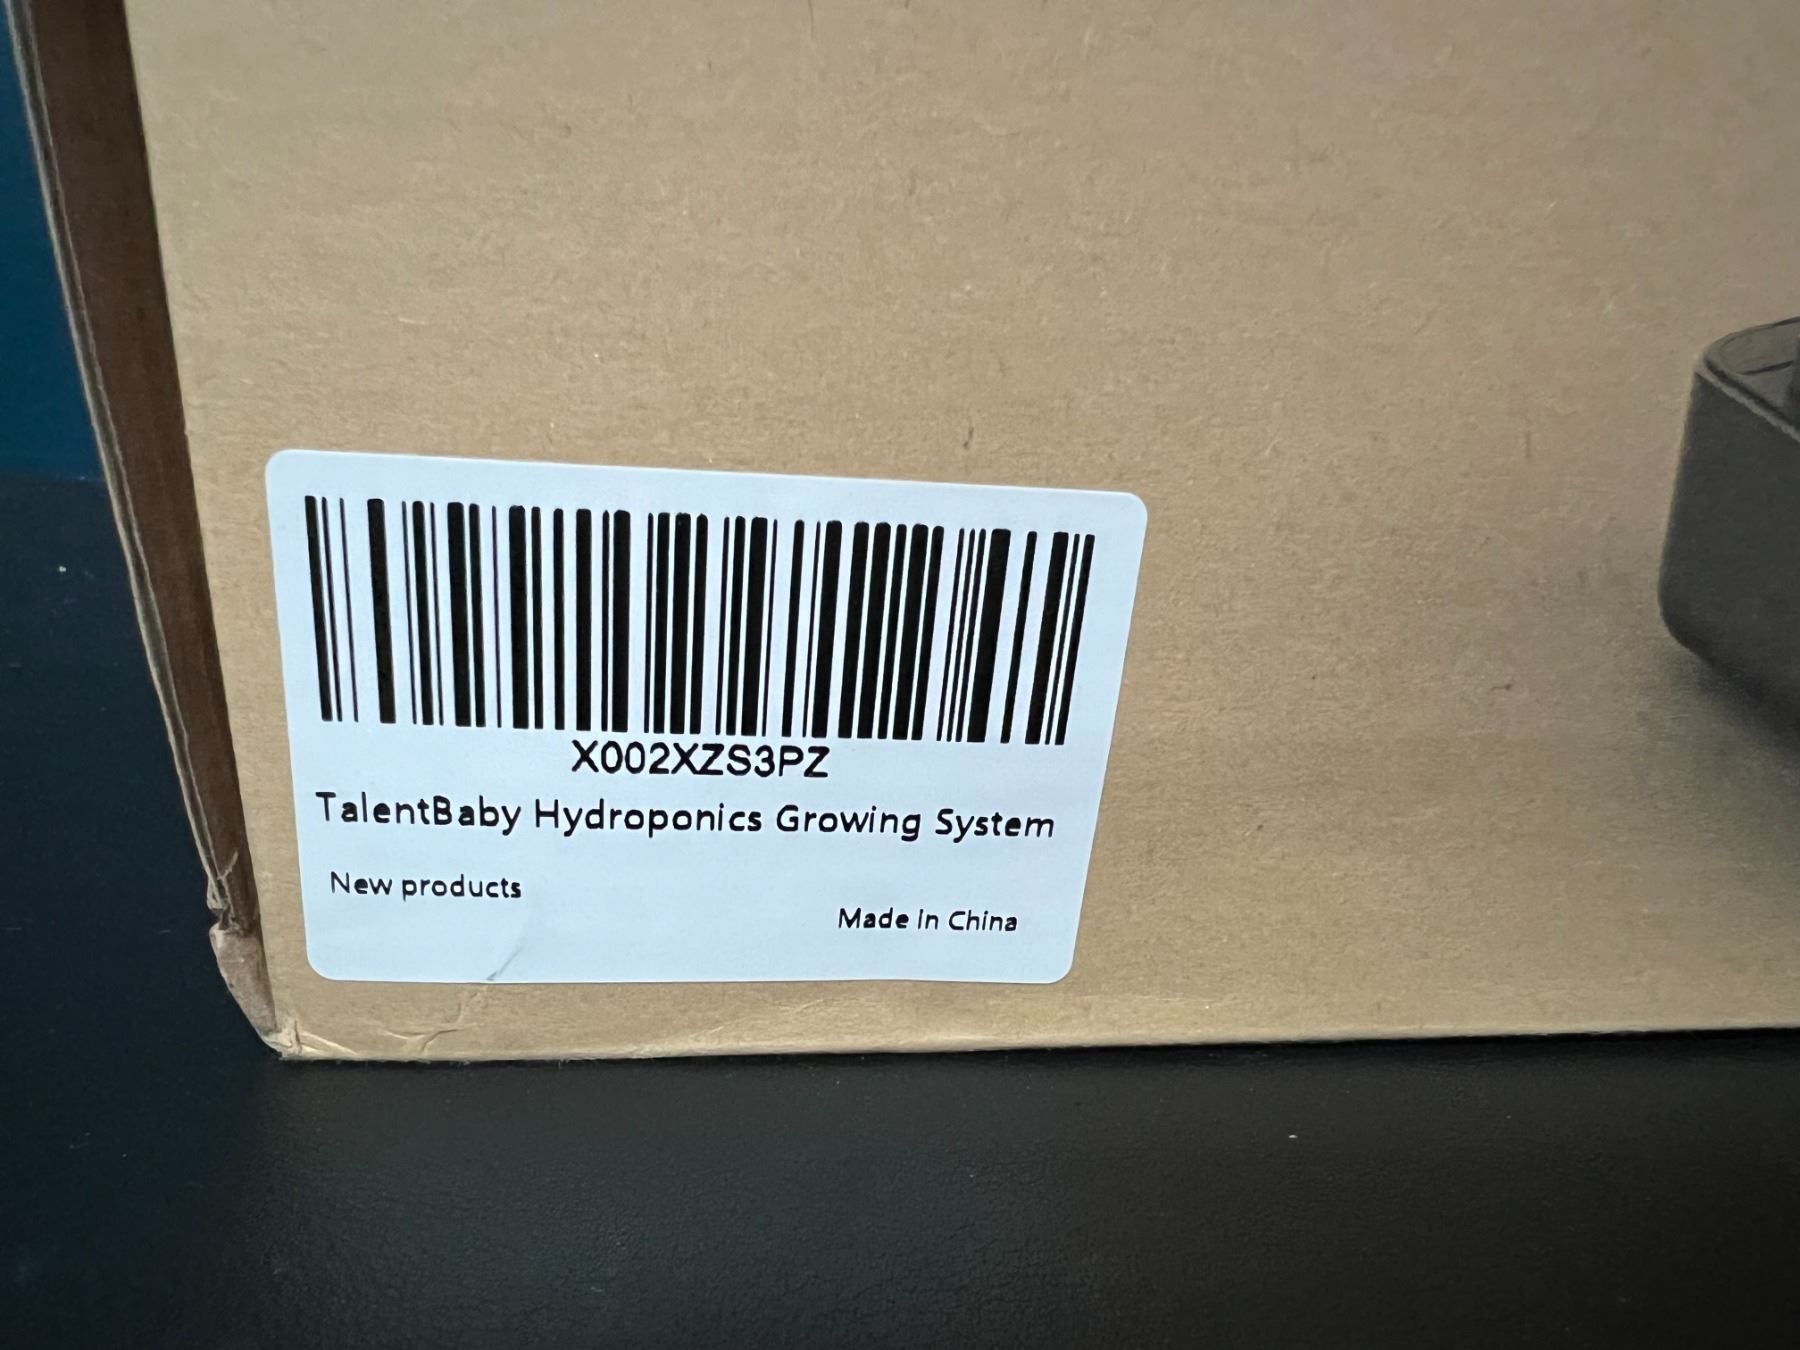 X002XZS3PZ
TalentBaby Hydroponics Growing System
New products
Made in China